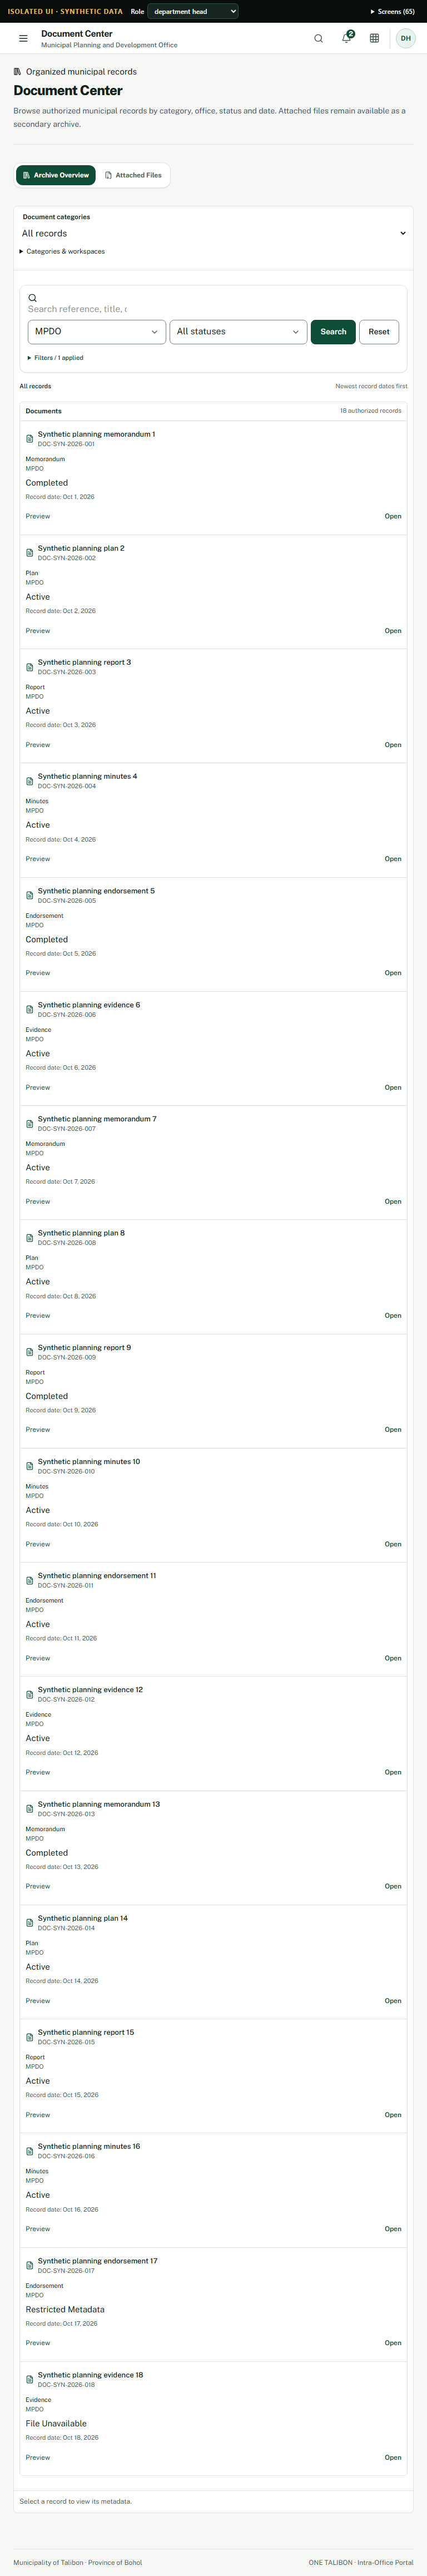 ISOLATED UI · SYNTHETIC DATA Role department head Screens (65)
Document Center
Municipal Planning and Development Office
2
DH
Organized municipal records
Document Center
Browse authorized municipal records by category, office, status and date. Attached files remain available as a
secondary archive.
Archive Overview Attached Files
Document categories
All records
Categories & workspaces
Search reference, title, c
MPDO All statuses Search Reset
Filters / 1 applied
All records Newest record dates first
Documents 18 authorized records
Synthetic planning memorandum 1
DOC-SYN-2026-001
Memorandum
MPDO
Completed
Record date: Oct 1, 2026
Preview Open
Synthetic planning plan 2
DOC-SYN-2026-002
Plan
MPDO
Active
Record date: Oct 2, 2026
Preview Open
Synthetic planning report 3
DOC-SYN-2026-003
Report
MPDO
Active
Record date: Oct 3, 2026
Preview Open
Synthetic planning minutes 4
DOC-SYN-2026-004
Minutes
MPDO
Active
Record date: Oct 4, 2026
Preview Open
Synthetic planning endorsement 5
DOC-SYN-2026-005
Endorsement
MPDO
Completed
Record date: Oct 5, 2026
Preview Open
Synthetic planning evidence 6
DOC-SYN-2026-006
Evidence
MPDO
Active
Record date: Oct 6, 2026
Preview Open
Synthetic planning memorandum 7
DOC-SYN-2026-007
Memorandum
MPDO
Active
Record date: Oct 7, 2026
Preview Open
Synthetic planning plan 8
DOC-SYN-2026-008
Plan
MPDO
Active
Record date: Oct 8, 2026
Preview Open
Synthetic planning report 9
DOC-SYN-2026-009
Report
MPDO
Completed
Record date: Oct 9, 2026
Preview Open
Synthetic planning minutes 10
DOC-SYN-2026-010
Minutes
MPDO
Active
Record date: Oct 10, 2026
Preview Open
Synthetic planning endorsement 11
DOC-SYN-2026-011
Endorsement
MPDO
Active
Record date: Oct 11, 2026
Preview Open
Synthetic planning evidence 12
DOC-SYN-2026-012
Evidence
MPDO
Active
Record date: Oct 12, 2026
Preview Open
Synthetic planning memorandum 13
DOC-SYN-2026-013
Memorandum
MPDO
Completed
Record date: Oct 13, 2026
Preview Open
Synthetic planning plan 14
DOC-SYN-2026-014
Plan
MPDO
Active
Record date: Oct 14, 2026
Preview Open
Synthetic planning report 15
DOC-SYN-2026-015
Report
MPDO
Active
Record date: Oct 15, 2026
Preview Open
Synthetic planning minutes 16
DOC-SYN-2026-016
Minutes
MPDO
Active
Record date: Oct 16, 2026
Preview Open
Synthetic planning endorsement 17
DOC-SYN-2026-017
Endorsement
MPDO
Restricted Metadata
Record date: Oct 17, 2026
Preview Open
Synthetic planning evidence 18
DOC-SYN-2026-018
Evidence
MPDO
File Unavailable
Record date: Oct 18, 2026
Preview Open
Select a record to view its metadata.
Municipality of Talibon · Province of Bohol ONE TALIBON · Intra-Office Portal